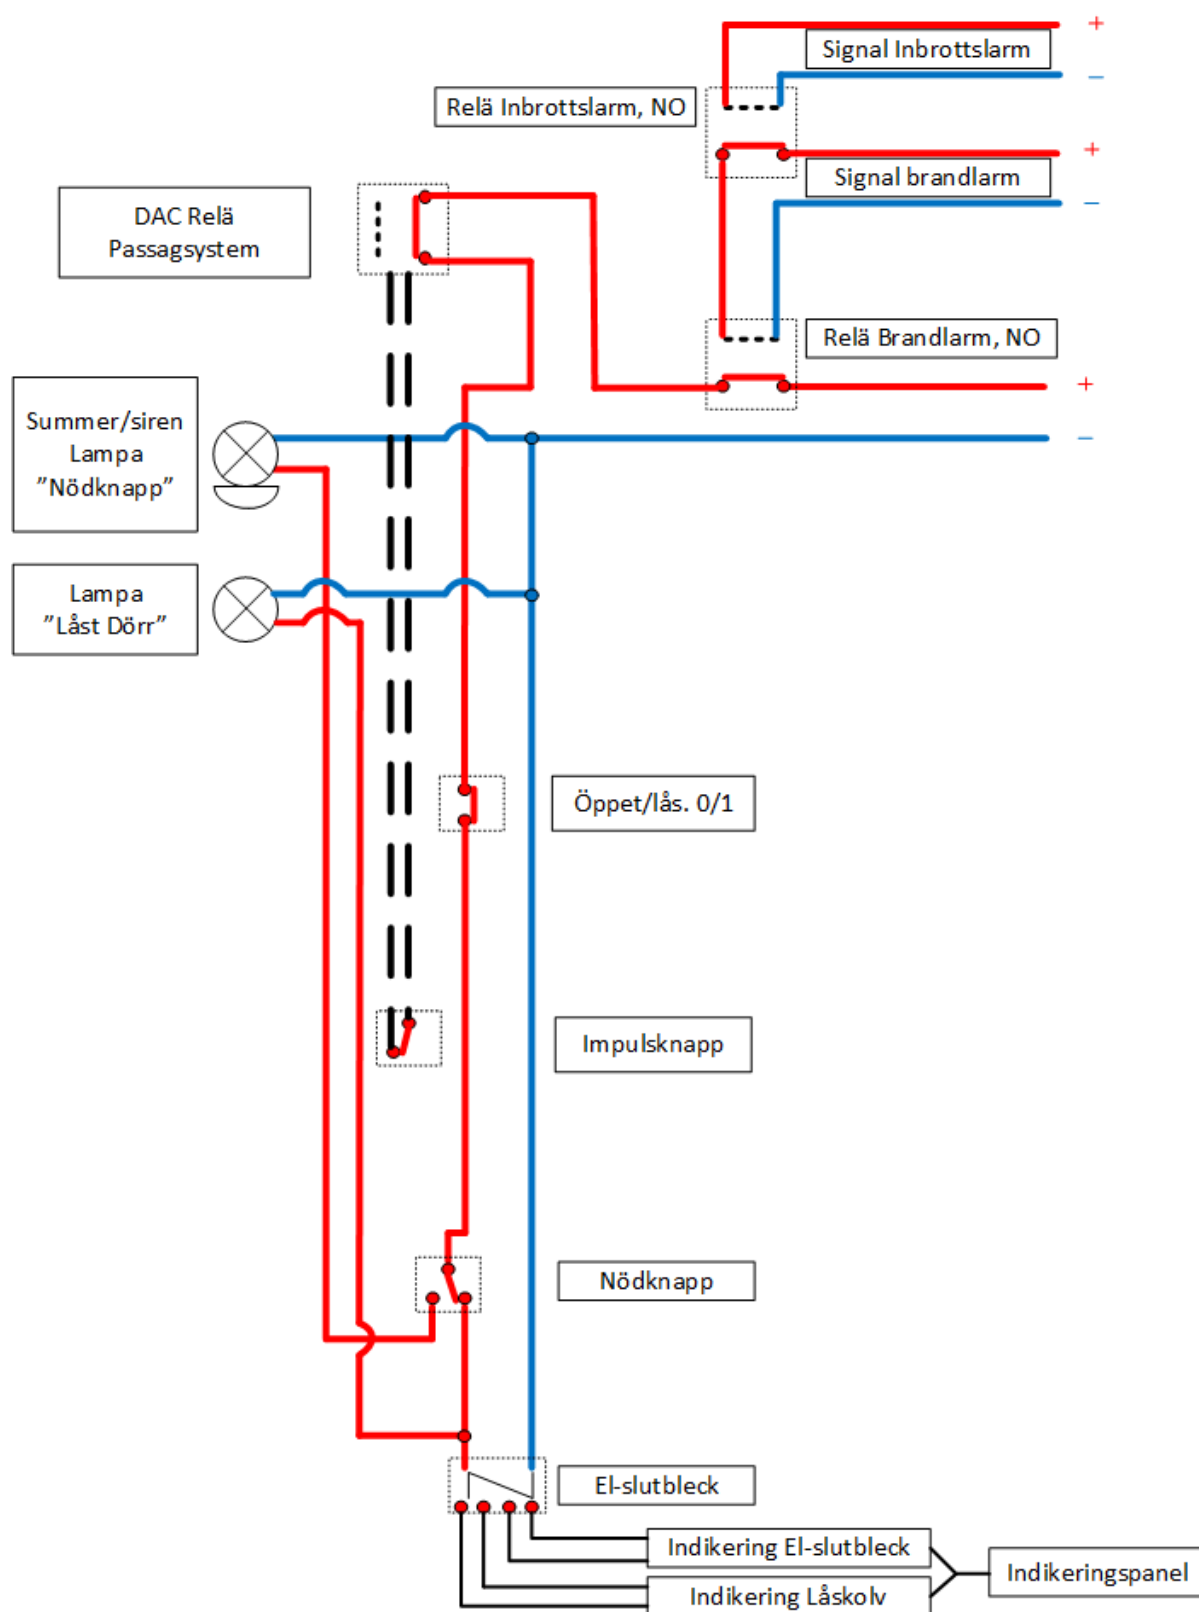 +
Signal Inbrottslarm
–
Relä Inbrottslarm, NO
+
Signal brandlarm
–
DAC Relä
Passagsystem
Relä Brandlarm, NO
+
–
Summer/siren
Lampa
”Nödknapp”
Lampa
”Låst Dörr”
Öppet/lås. 0/1
Impulsknapp
Nödknapp
El-slutbleck
Indikering El-slutbleck
Indikeringspanel
Indikering Låskolv